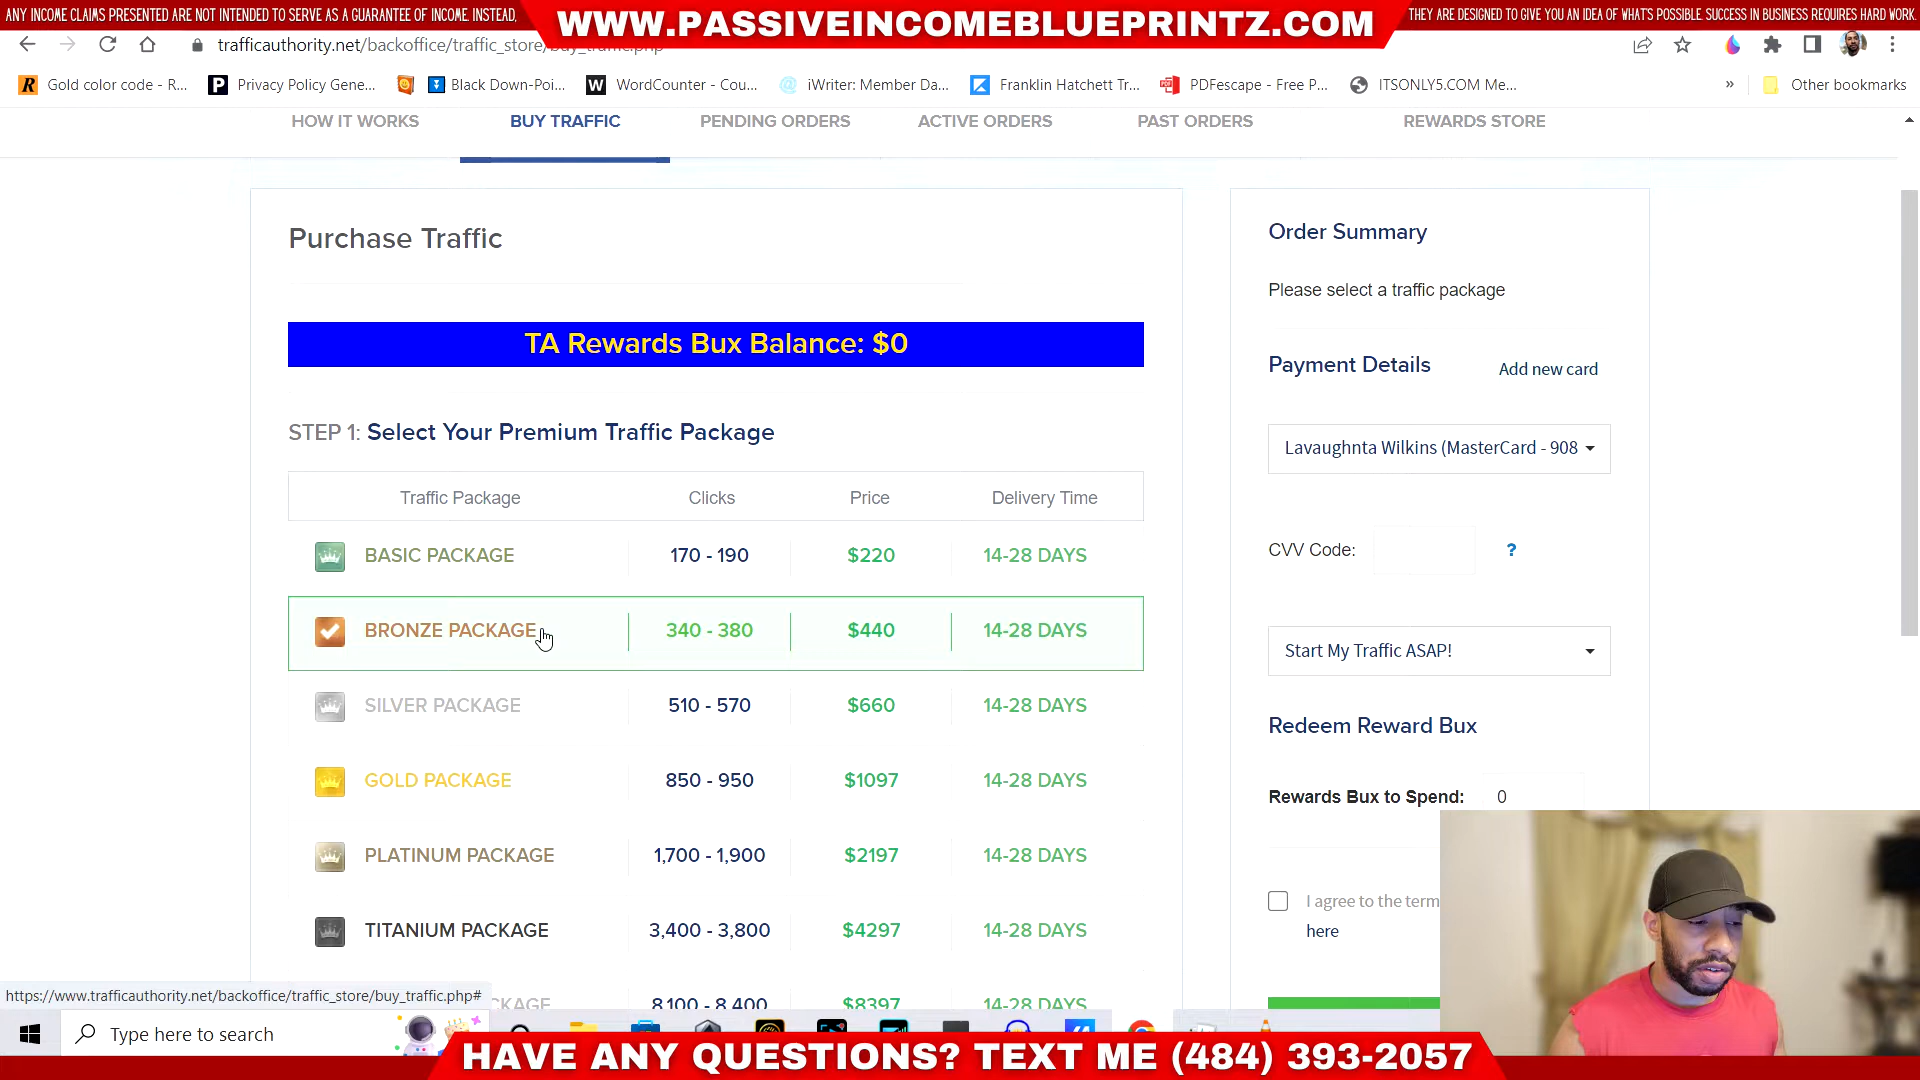 ANY INCOME CLAIMS PRESENTED ARE NOT INTENDED TO SERVE AS A GUARANTEE OF INCOME. INSTEAD,
WWW.PASSIVEINCOMEBLUEPRINTZ.COM
THEY ARE DESIGNED TO GIVE YOU AN IDEA OF WHAT'S POSSIBLE. SUCCESS IN BUSINESS REQUIRES HARD WORK.
trafficauthority.net/backoffice/traffic_store/buy_traffic.php
Gold color code - R...
Privacy Policy Gene...
Black Down-Poi...
WordCounter - Cou...
iWriter: Member Da...
Franklin Hatchett Tr...
PDFescape - Free P...
ITSONLY5.COM Me...
»
Other bookmarks
HOW IT WORKS
BUY TRAFFIC
PENDING ORDERS
ACTIVE ORDERS
PAST ORDERS
REWARDS STORE
Purchase Traffic
TA Rewards Bux Balance: $0
STEP 1: Select Your Premium Traffic Package
Traffic Package Clicks Price Delivery Time
BASIC PACKAGE 170 - 190 $220 14-28 DAYS
BRONZE PACKAGE 340 - 380 $440 14-28 DAYS
SILVER PACKAGE 510 - 570 $660 14-28 DAYS
GOLD PACKAGE 850 - 950 $1097 14-28 DAYS
PLATINUM PACKAGE 1,700 - 1,900 $2197 14-28 DAYS
TITANIUM PACKAGE 3,400 - 3,800 $4297 14-28 DAYS
PACKAGE 8,100 - 8,400 $8397 14-28 DAYS
Order Summary
Please select a traffic package
Payment Details
Add new card
Lavaughnta Wilkins (MasterCard - 908
CVV Code:
?
Start My Traffic ASAP!
Redeem Reward Bux
Rewards Bux to Spend: 0
I agree to the term
here
https://www.trafficauthority.net/backoffice/traffic_store/buy_traffic.php#
Type here to search
HAVE ANY QUESTIONS? TEXT ME (484) 393-2057